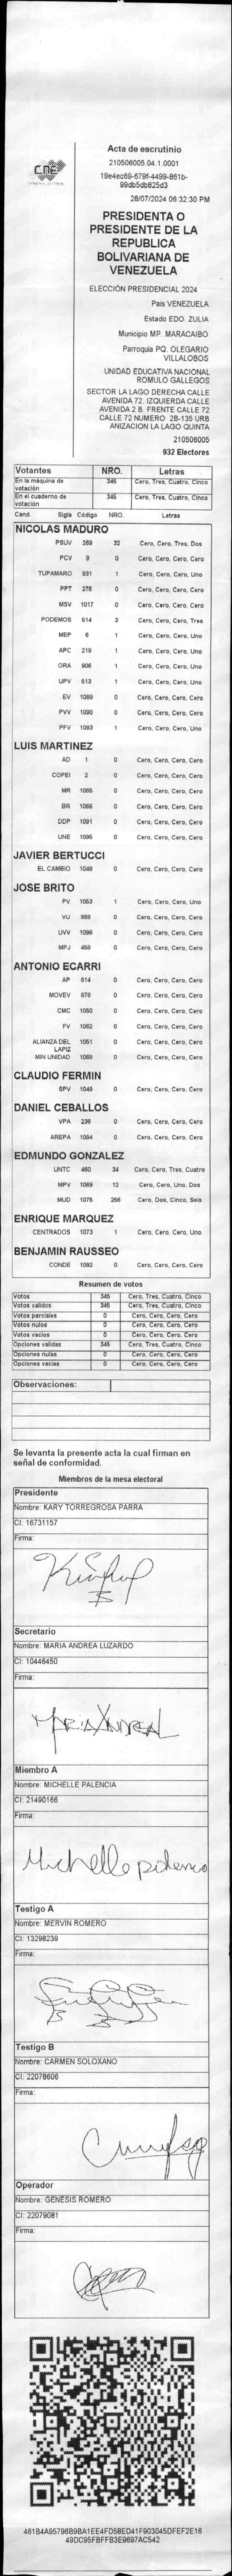 CNE
Acta de escrutinio
210506005.04.1.0001
19e4ec69-679f-4499-861b-
99db5db825d3
28/07/2024 06:32:30 PM
PRESIDENTA O
PRESIDENTE DE LA
REPUBLICA
BOLIVARIANA DE
VENEZUELA
ELECCIÓN PRESIDENCIAL 2024
Pais VENEZUELA
Estado EDO. ZULIA
Municipio MP. MARACAIBO
Parroquia PQ. OLEGARIO
VILLALOBOS
UNIDAD EDUCATIVA NACIONAL
ROMULO GALLEGOS
SECTOR LA LAGO DERECHA CALLE
AVENIDA 72. IZQUIERDA CALLE
AVENIDA 2 B. FRENTE CALLE 72
CALLE 72 NUMERO 2B-135 URB
ANIZACION LA LAGO QUINTA
210506005
932 Electores
Votantes NRO. Letras
En la máquina de votación 345 Cero, Tres, Cuatro, Cinco
En el cuaderno de votación 345 Cero, Tres, Cuatro, Cinco
Cand. Sigla Código NRO. Letras
NICOLAS MADURO
PSUV 269 32 Cero, Cero, Tres, Dos
PCV 9 0 Cero, Cero, Cero, Cero
TUPAMARO 931 1 Cero, Cero, Cero, Uno
PPT 276 0 Cero, Cero, Cero, Cero
MSV 1017 0 Cero, Cero, Cero, Cero
PODEMOS 514 3 Cero, Cero, Cero, Tres
MEP 6 1 Cero, Cero, Cero, Uno
APC 219 1 Cero, Cero, Cero, Uno
ORA 906 1 Cero, Cero, Cero, Uno
UPV 513 1 Cero, Cero, Cero, Uno
EV 1089 0 Cero, Cero, Cero, Cero
PVV 1090 0 Cero, Cero, Cero, Cero
PFV 1093 1 Cero, Cero, Cero, Uno
LUIS MARTINEZ
AD 1 0 Cero, Cero, Cero, Cero
COPEI 2 0 Cero, Cero, Cero, Cero
MR 1065 0 Cero, Cero, Cero, Cero
BR 1066 0 Cero, Cero, Cero, Cero
DDP 1091 0 Cero, Cero, Cero, Cero
UNE 1095 0 Cero, Cero, Cero, Cero
JAVIER BERTUCCI
EL CAMBIO 1048 0 Cero, Cero, Cero, Cero
JOSE BRITO
PV 1053 1 Cero, Cero, Cero, Uno
VU 868 0 Cero, Cero, Cero, Cero
UVV 1096 0 Cero, Cero, Cero, Cero
MPJ 458 0 Cero, Cero, Cero, Cero
ANTONIO ECARRI
AP 914 0 Cero, Cero, Cero, Cero
MOVEV 878 0 Cero, Cero, Cero, Cero
CMC 1050 0 Cero, Cero, Cero, Cero
FV 1062 0 Cero, Cero, Cero, Cero
ALIANZA DEL LAPIZ 1051 0 Cero, Cero, Cero, Cero
MIN UNIDAD 1068 0 Cero, Cero, Cero, Cero
CLAUDIO FERMIN
SPV 1049 0 Cero, Cero, Cero, Cero
DANIEL CEBALLOS
VPA 236 0 Cero, Cero, Cero, Cero
AREPA 1094 0 Cero, Cero, Cero, Cero
EDMUNDO GONZALEZ
UNTC 460 34 Cero, Cero, Tres, Cuatro
MPV 1069 12 Cero, Cero, Uno, Dos
MUD 1075 256 Cero, Dos, Cinco, Seis
ENRIQUE MARQUEZ
CENTRADOS 1073 1 Cero, Cero, Cero, Uno
BENJAMIN RAUSSEO
CONDE 1092 0 Cero, Cero, Cero, Cero
Resumen de votos
Votos 345 Cero, Tres, Cuatro, Cinco
Votos validos 345 Cero, Tres, Cuatro, Cinco
Votos parciales 0 Cero, Cero, Cero, Cero
Votos nulos 0 Cero, Cero, Cero, Cero
Votos vacios 0 Cero, Cero, Cero, Cero
Opciones validas 345 Cero, Tres, Cuatro, Cinco
Opciones nulas 0 Cero, Cero, Cero, Cero
Opciones vacias 0 Cero, Cero, Cero, Cero
Observaciones:
Se levanta la presente acta la cual firman en
señal de conformidad.
Miembros de la mesa electoral
Presidente
Nombre: KARY TORREGROSA PARRA
CI: 16731157
Firma:
Secretario
Nombre: MARIA ANDREA LUZARDO
CI: 10446450
Firma:
Miembro A
Nombre: MICHELLE PALENCIA
CI: 21490166
Firma:
Michelle palencia
Testigo A
Nombre: MERVIN ROMERO
CI: 13298239
Firma:
Testigo B
Nombre: CARMEN SOLOXANO
CI: 22078606
Firma:
Operador
Nombre: GENESIS ROMERO
CI: 22079081
Firma:
461B4A95796B9BA1EE4FD58ED41F903045DFEF2E16
49DC95FBFFB3E9697AC542